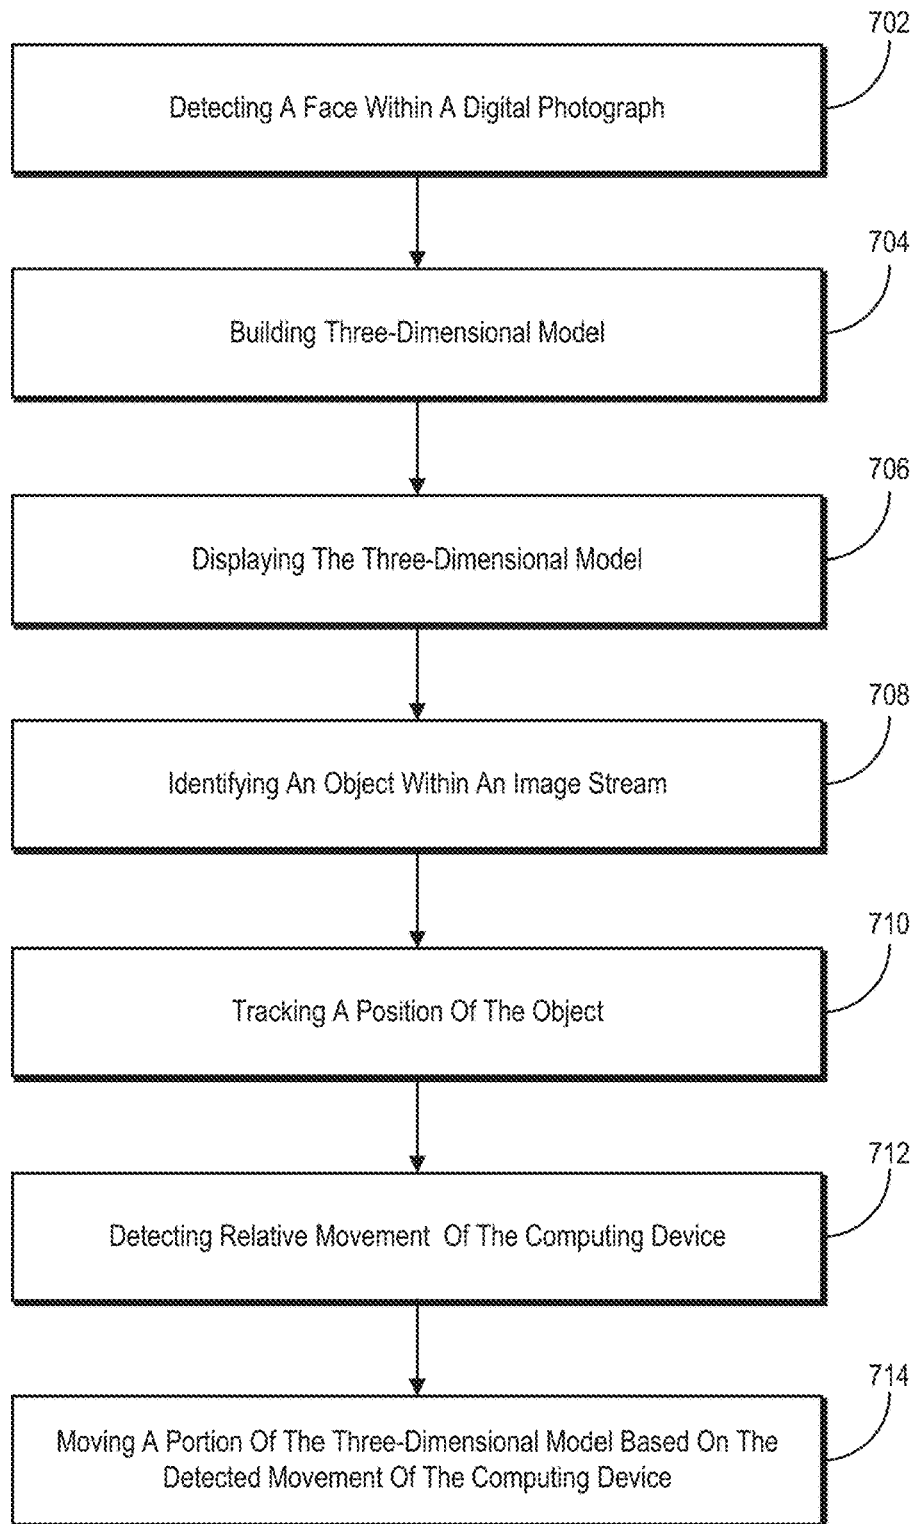 702
Detecting A Face Within A Digital Photograph
704
Building Three-Dimensional Model
706
Displaying The Three-Dimensional Model
708
Identifying An Object Within An Image Stream
710
Tracking A Position Of The Object
712
Detecting Relative Movement Of The Computing Device
714
Moving A Portion Of The Three-Dimensional Model Based On The
Detected Movement Of The Computing Device